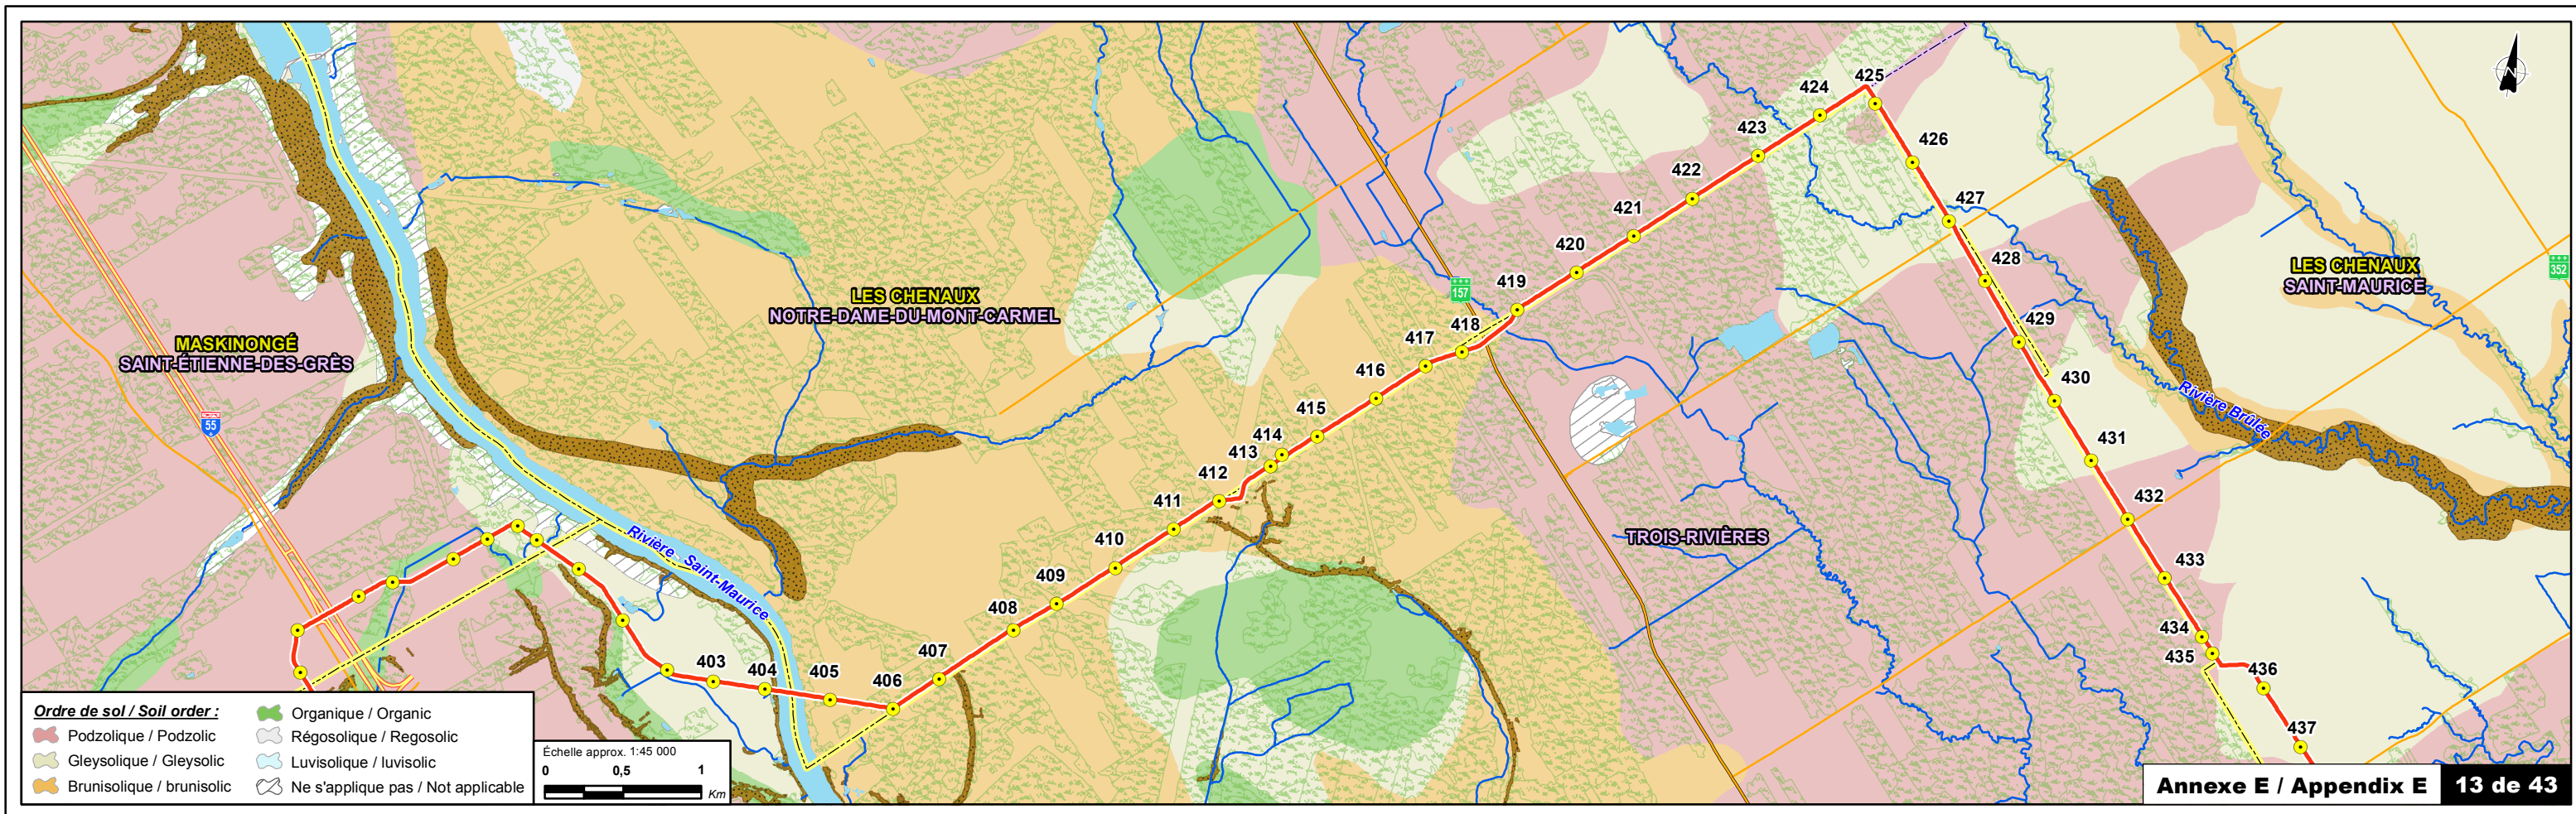 424
425
423
426
422
427
421
420
428
LES CHENAUX
SAINT-MAURICE
352
419
157
LES CHENAUX
NOTRE-DAME-DU-MONT-CARMEL
429
418
417
MASKINONGÉ
SAINT-ÉTIENNE-DES-GRÈS
416
430
Rivière Brûlée
415
55
414
413
431
412
411
432
Rivière Saint-Maurice
TROIS-RIVIÈRES
410
409
433
408
434
407
435
403
404
405
406
436
437
Ordre de sol / Soil order :
Podzolique / Podzolic
Gleysolique / Gleysolic
Brunisolique / brunisolic
Organique / Organic
Régosolique / Regosolic
Luvisolique / luvisolic
Ne s'applique pas / Not applicable
Échelle approx. 1:45 000
0 0,5 1
Km
N
Annexe E / Appendix E 13 de 43